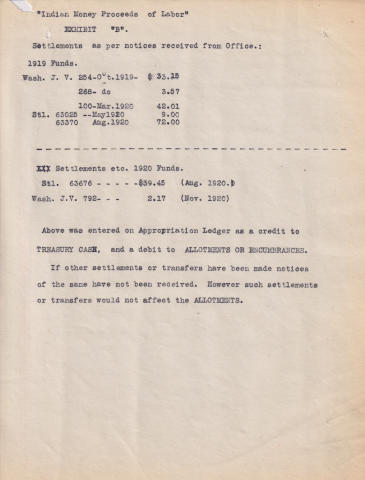 "Indian Money Proceeds of Labor"
EXHIBIT "B".
Settlements as per notices received from Office.:
1919 Funds.
Wash. J. V. 254-Oct.1919- $ 33.15
268- do 3.57
100-Mar.1920 42.01
Stl. 63025 --May1920 9.00
63370 Aug.1920 72.00
XXX Settlements etc. 1920 Funds.
Stl. 63676 - - - - -$39.45 (Aug. 1920.)
Wash. J.V. 792- - - 2.17 (Nov. 1920)
Above was entered on Appropriation Ledger as a credit to
TREASURY CASH, and a debit to ALLOTMENTS OR ENCUMBRANCES.
If other settlements or transfers have been made notices
of the same have not been received. However such settlements
or transfers would not affect the ALLOTMENTS.